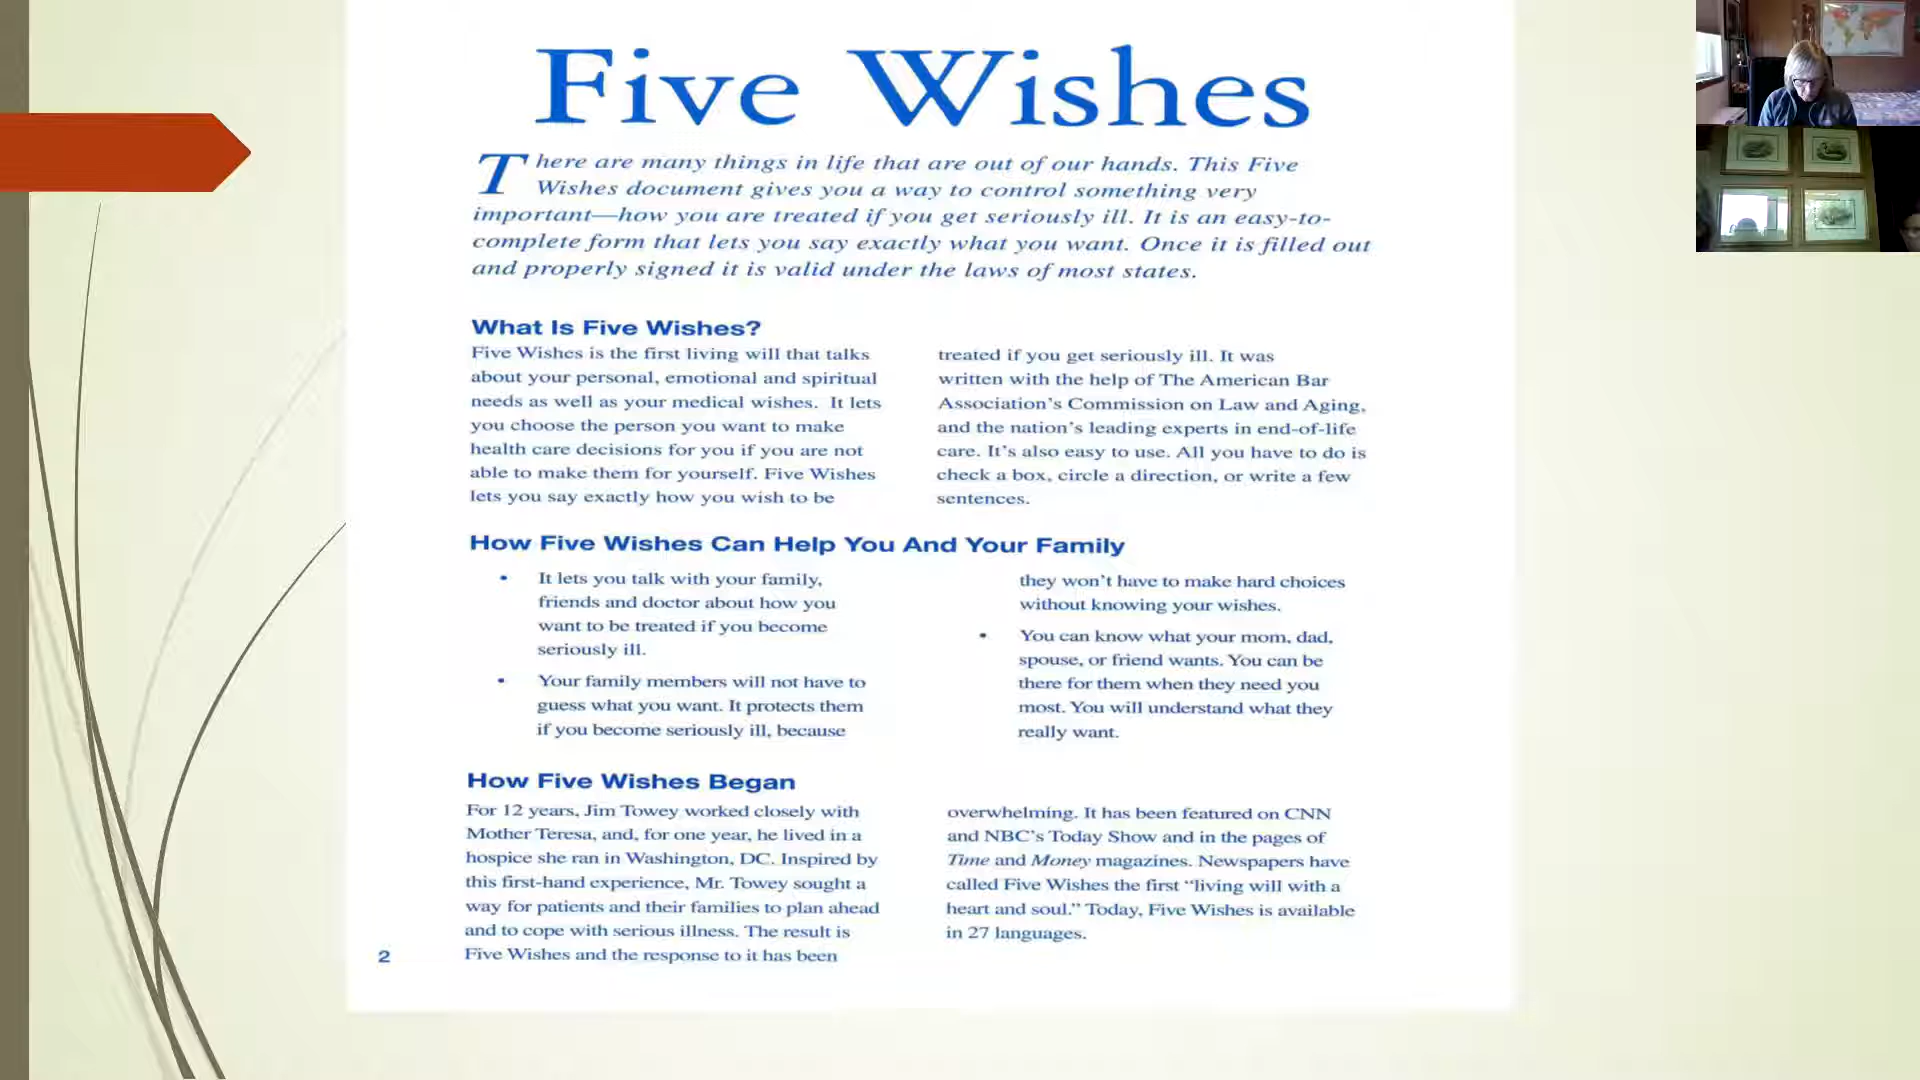 Five Wishes
There are many things in life that are out of our hands. This Five
Wishes document gives you a way to control something very
important—how you are treated if you get seriously ill. It is an easy-to-
complete form that lets you say exactly what you want. Once it is filled out
and properly signed it is valid under the laws of most states.
What Is Five Wishes?
Five Wishes is the first living will that talks
about your personal, emotional and spiritual
needs as well as your medical wishes. It lets
you choose the person you want to make
health care decisions for you if you are not
able to make them for yourself. Five Wishes
lets you say exactly how you wish to be
treated if you get seriously ill. It was
written with the help of The American Bar
Association's Commission on Law and Aging,
and the nation's leading experts in end-of-life
care. It's also easy to use. All you have to do is
check a box, circle a direction, or write a few
sentences.
How Five Wishes Can Help You And Your Family
• It lets you talk with your family,
friends and doctor about how you
want to be treated if you become
seriously ill.
• Your family members will not have to
guess what you want. It protects them
if you become seriously ill, because
they won't have to make hard choices
without knowing your wishes.
• You can know what your mom, dad,
spouse, or friend wants. You can be
there for them when they need you
most. You will understand what they
really want.
How Five Wishes Began
For 12 years, Jim Towey worked closely with
Mother Teresa, and, for one year, he lived in a
hospice she ran in Washington, DC. Inspired by
this first-hand experience, Mr. Towey sought a
way for patients and their families to plan ahead
and to cope with serious illness. The result is
Five Wishes and the response to it has been
overwhelming. It has been featured on CNN
and NBC's Today Show and in the pages of
Time and Money magazines. Newspapers have
called Five Wishes the first "living will with a
heart and soul." Today, Five Wishes is available
in 27 languages.
2